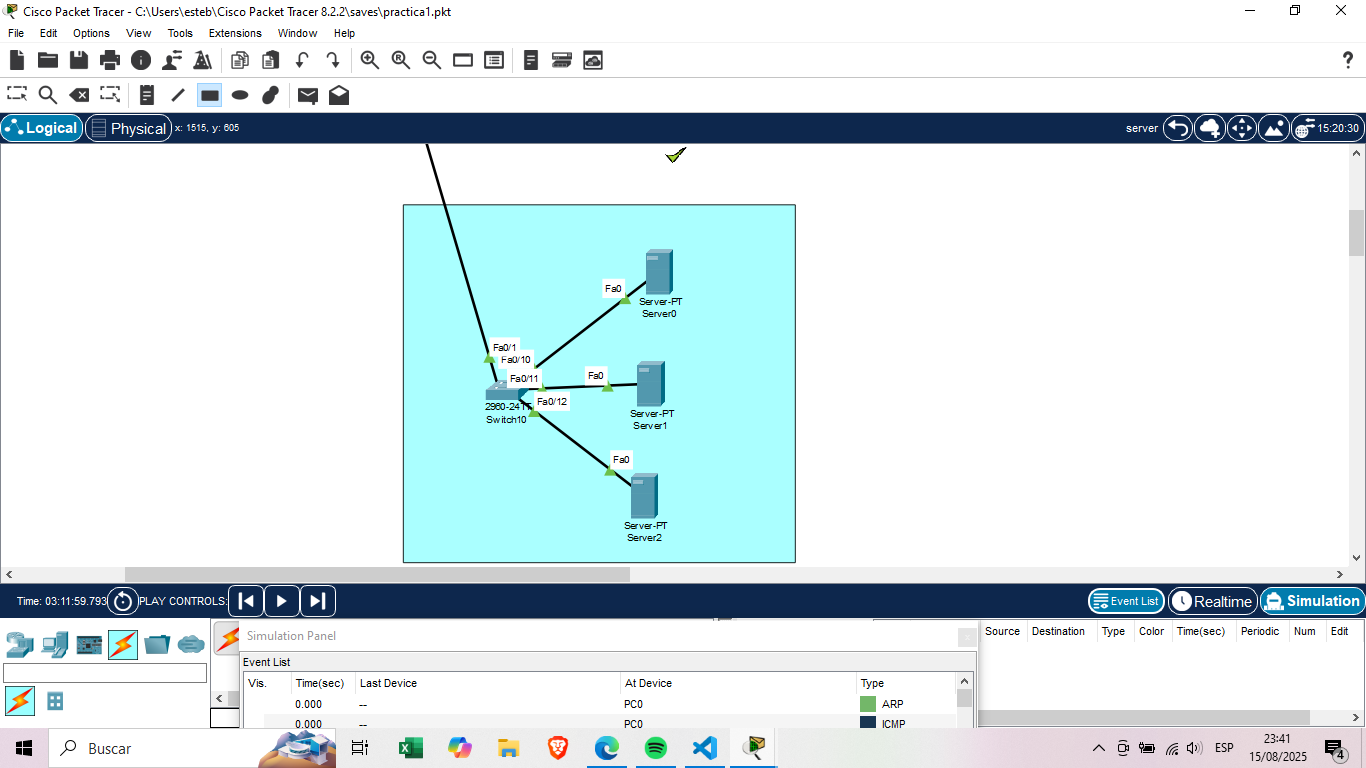 Cisco Packet Tracer - C:\Users\esteb\Cisco Packet Tracer 8.2.2\saves\practica1.pkt
File Edit Options View Tools Extensions Window Help
Logical Physical x: 1515, y: 605 server 15:20:30
Fa0
Server-PT
Server0
Fa0/1
Fa0/10
Fa0/11
Fa0
Fa0/12
2960-24TT
Switch10
Server-PT
Server1
Fa0
Server-PT
Server2
Time: 03:11:59.793 PLAY CONTROLS: Event List Realtime Simulation
Simulation Panel
Source Destination Type Color Time(sec) Periodic Num Edit
Event List
Vis. Time(sec) Last Device At Device Type
0.000 -- PC0 ARP
0.000 -- PC0 ICMP
Buscar
ESP
23:41
15/08/2025
4